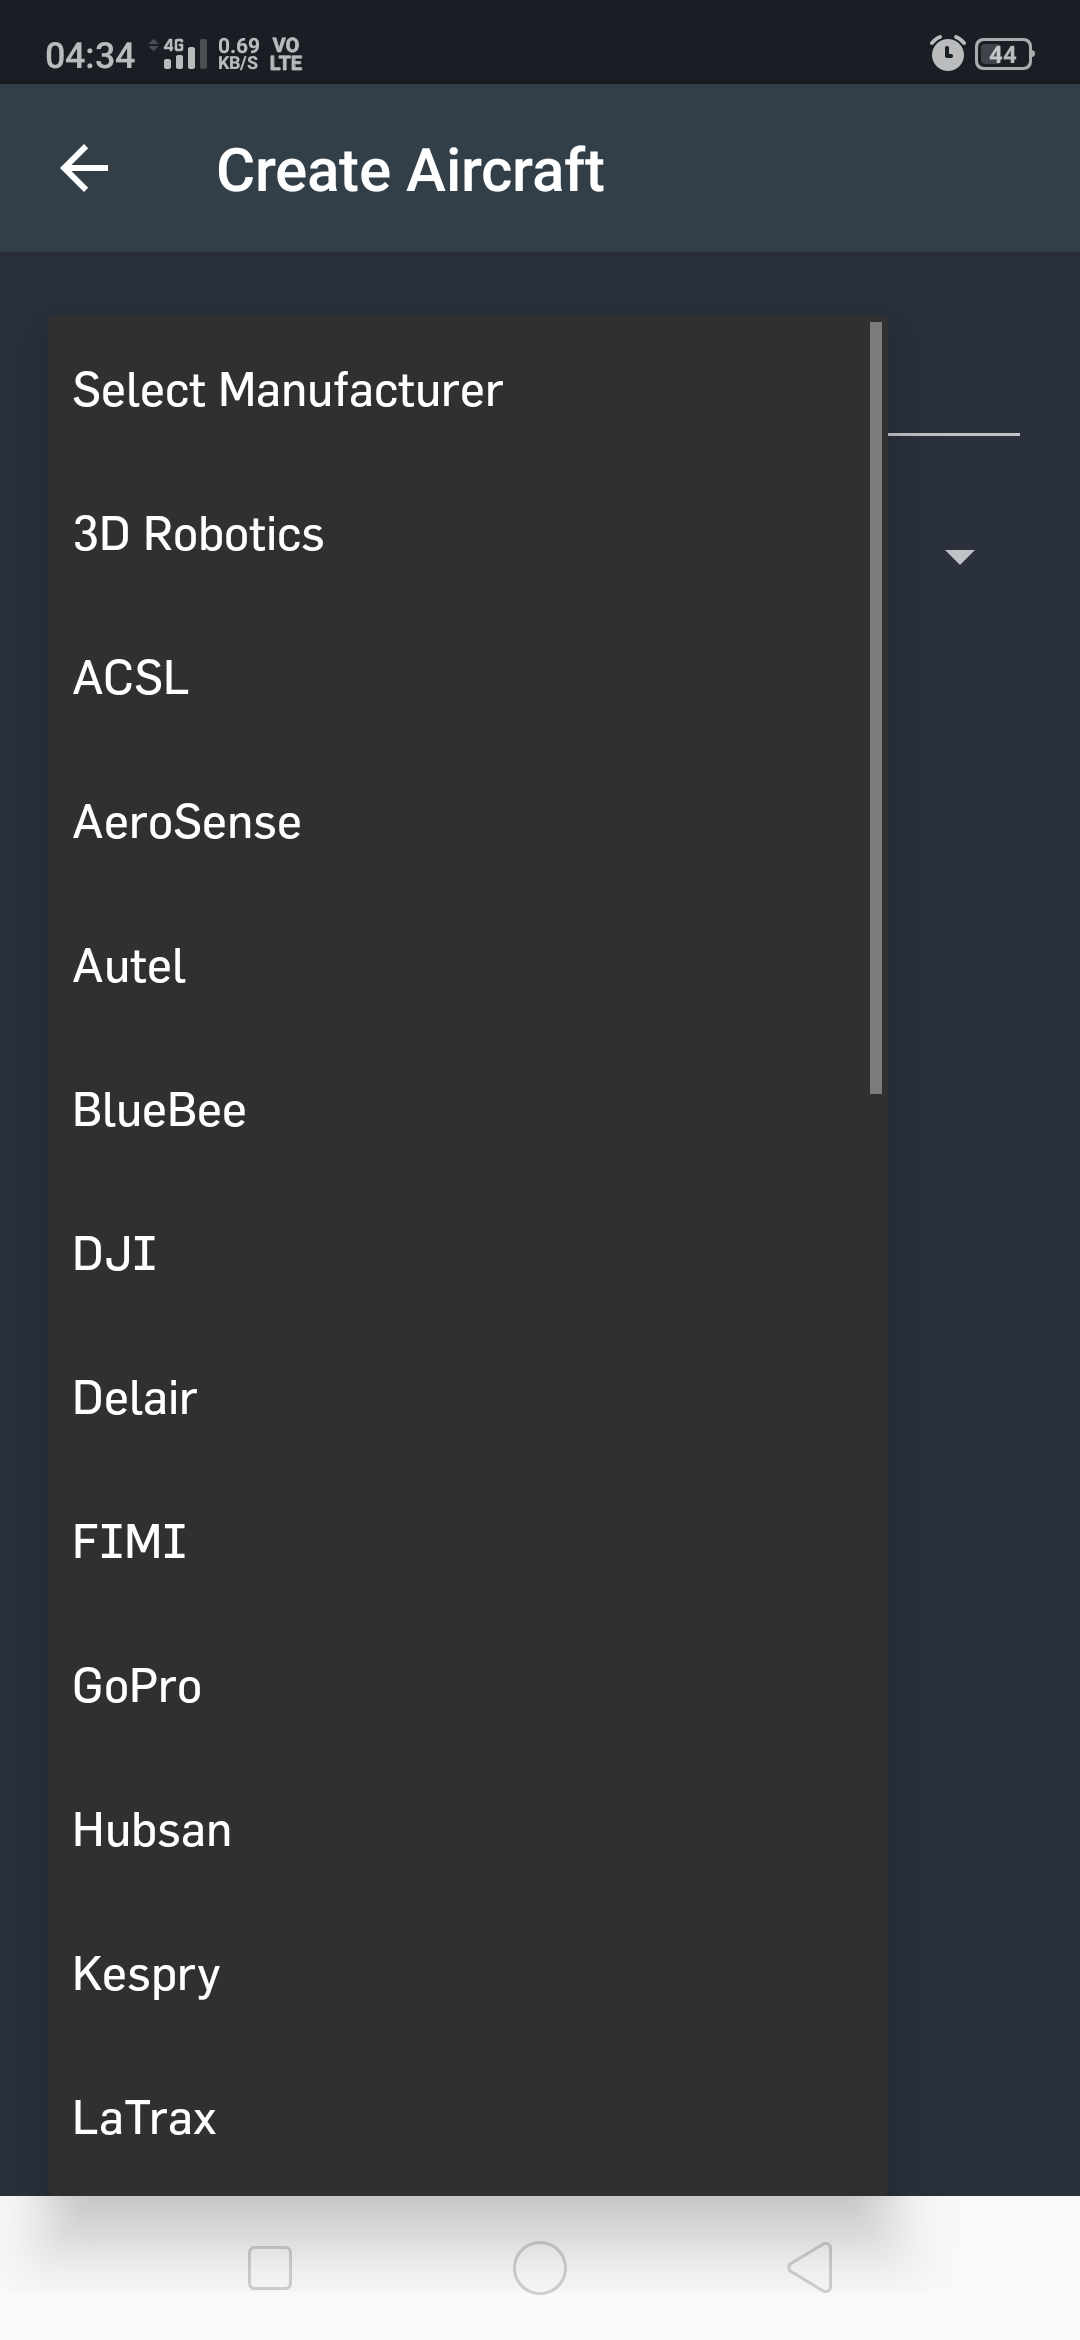 04:34 4G 0.69 KB/S VO LTE 44
Create Aircraft
Select Manufacturer
3D Robotics
ACSL
AeroSense
Autel
BlueBee
DJI
Delair
FIMI
GoPro
Hubsan
Kespry
LaTrax